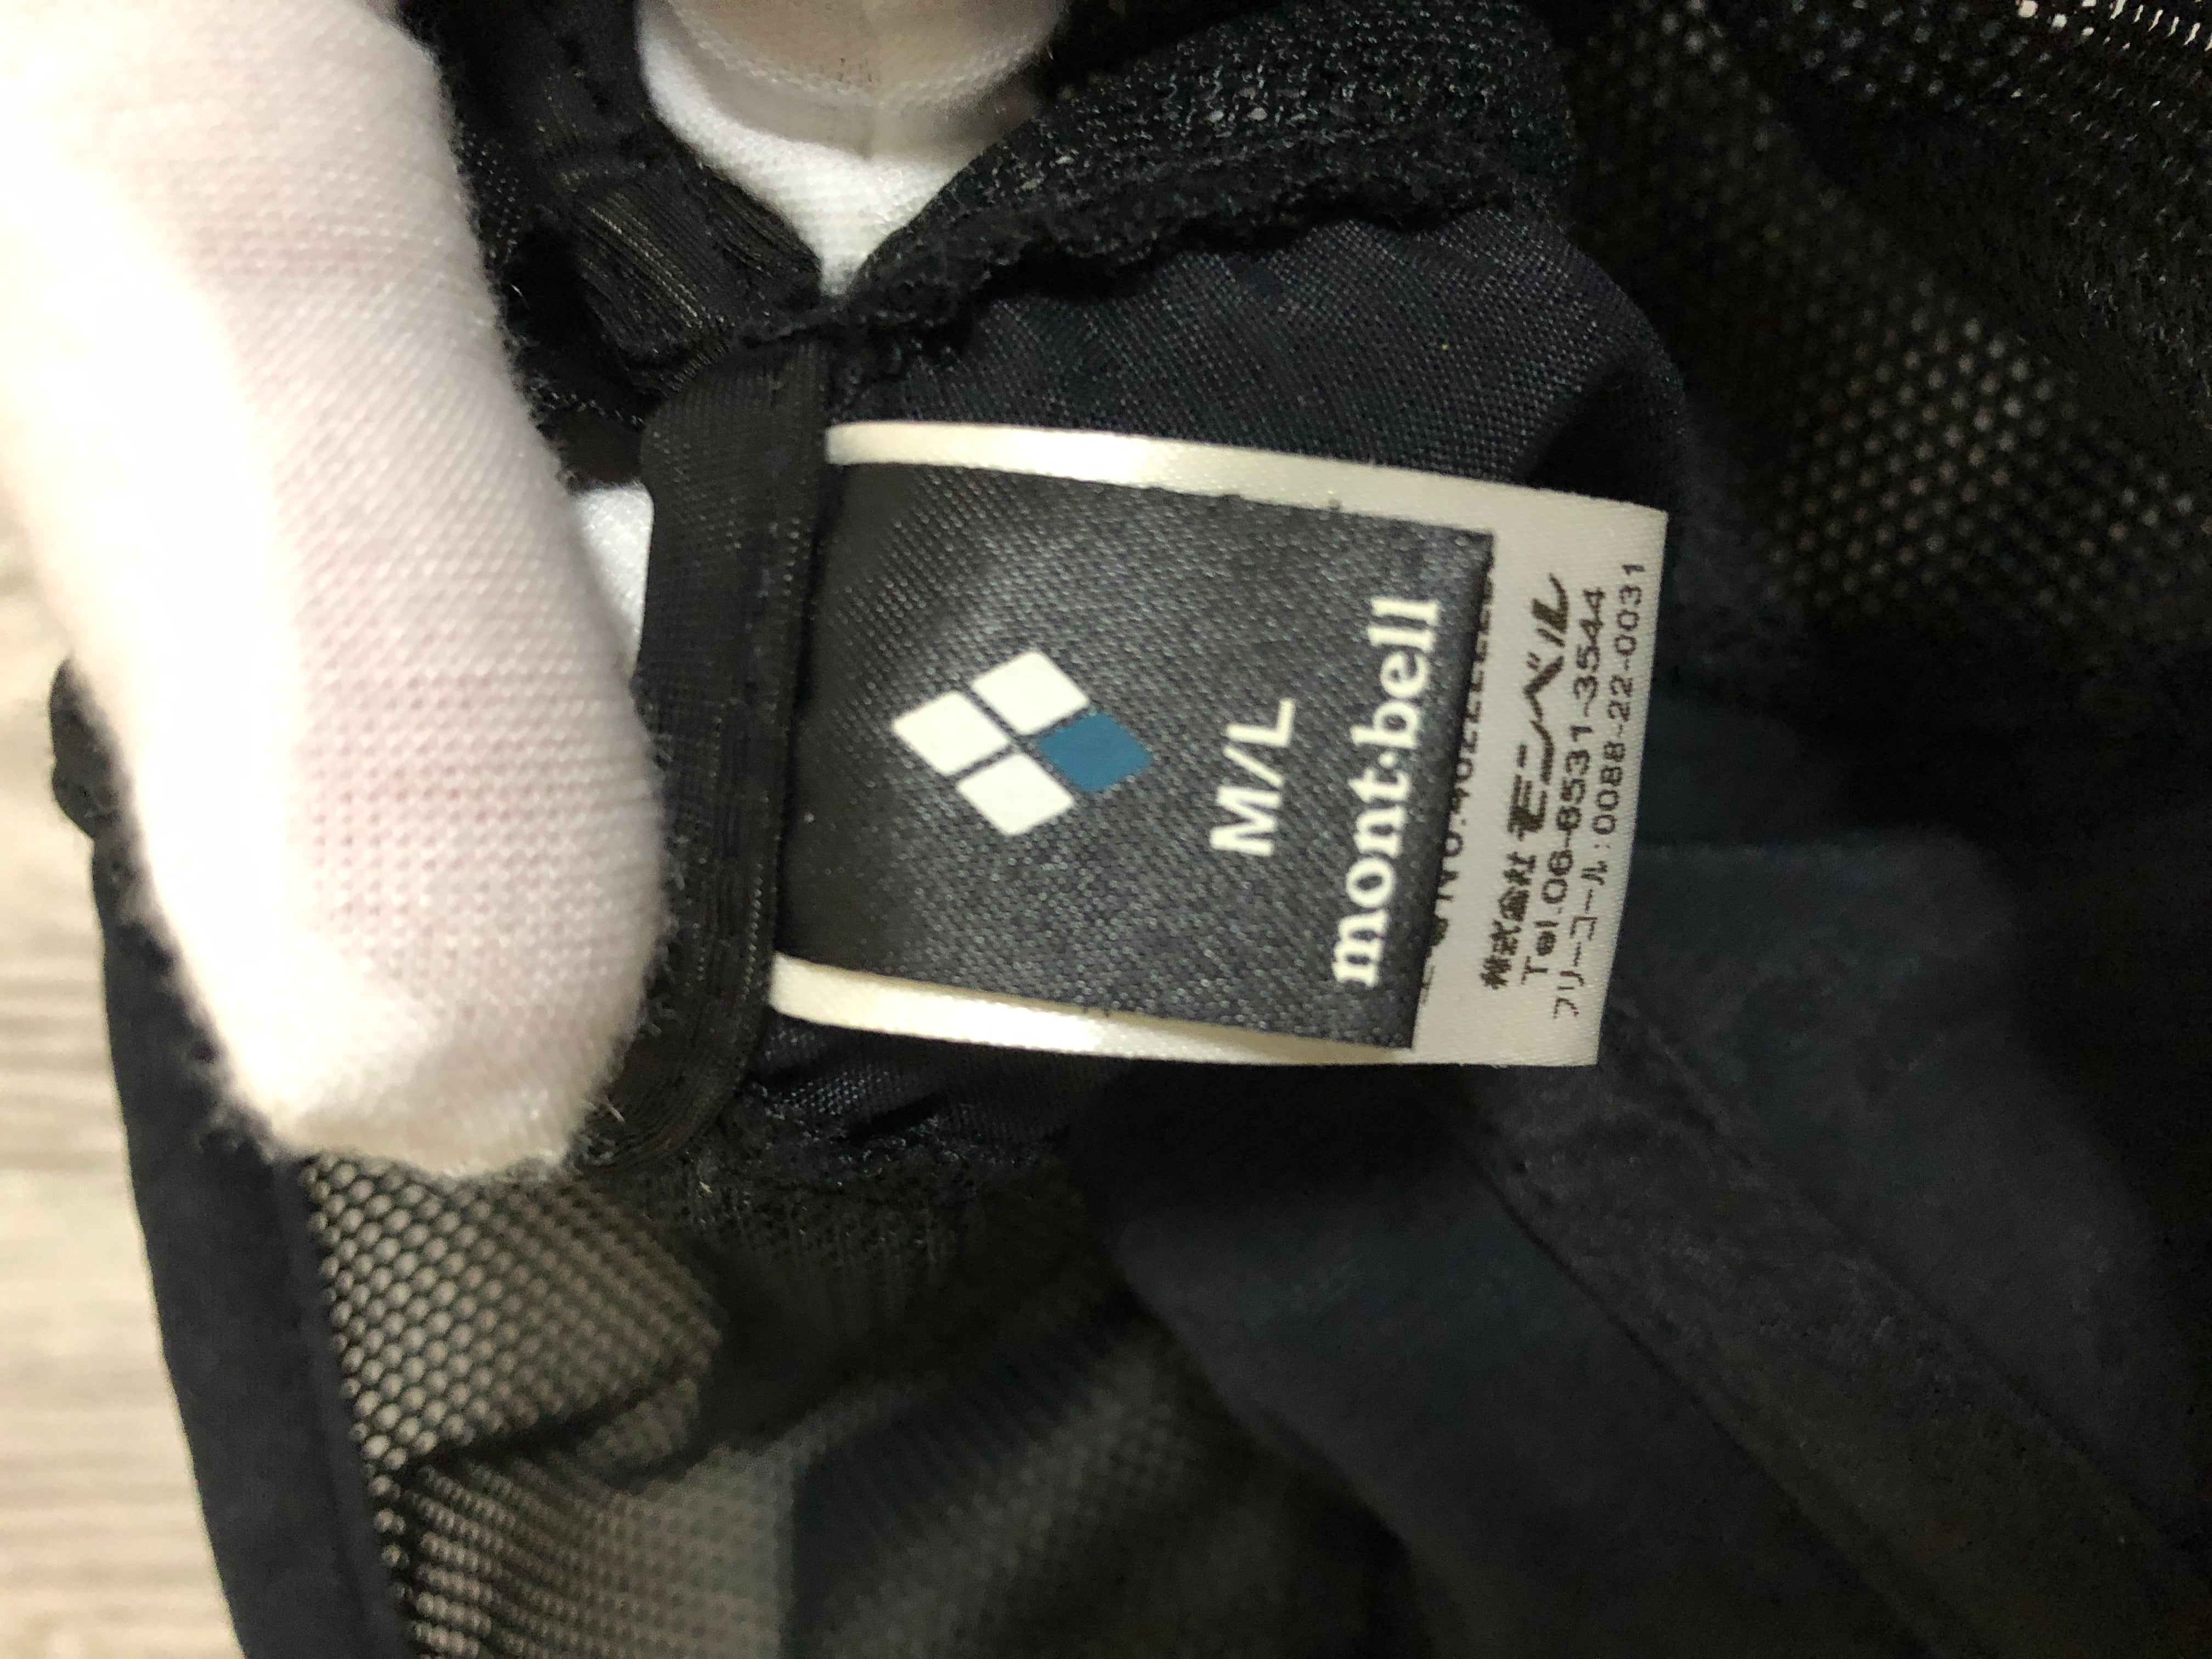 M/L
mont·bell
株式会社 モンベル
Tel.06-6531-3544
フリーコール:0088-22-0031